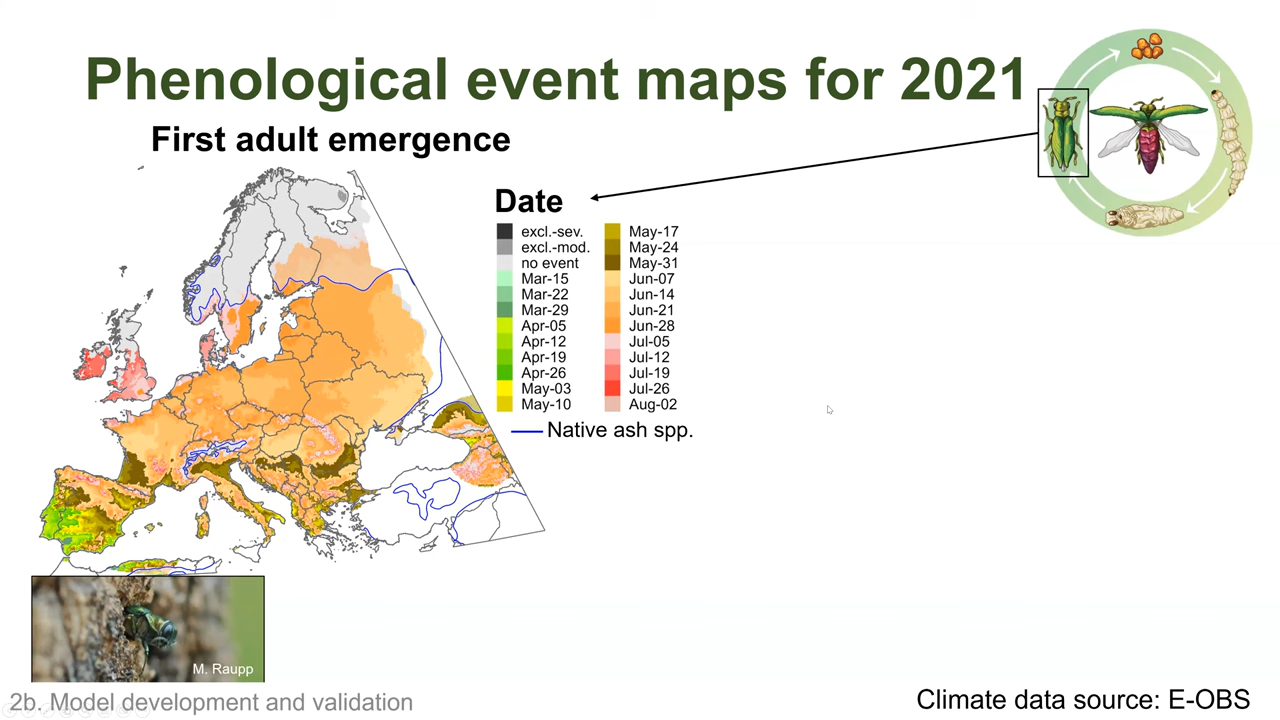 Phenological event maps for 2021
First adult emergence
Date
excl.-sev.
excl.-mod.
no event
Mar-15
Mar-22
Mar-29
Apr-05
Apr-12
Apr-19
Apr-26
May-03
May-10
May-17
May-24
May-31
Jun-07
Jun-14
Jun-21
Jun-28
Jul-05
Jul-12
Jul-19
Jul-26
Aug-02
Native ash spp.
M. Raupp
2b. Model development and validation
Climate data source: E-OBS